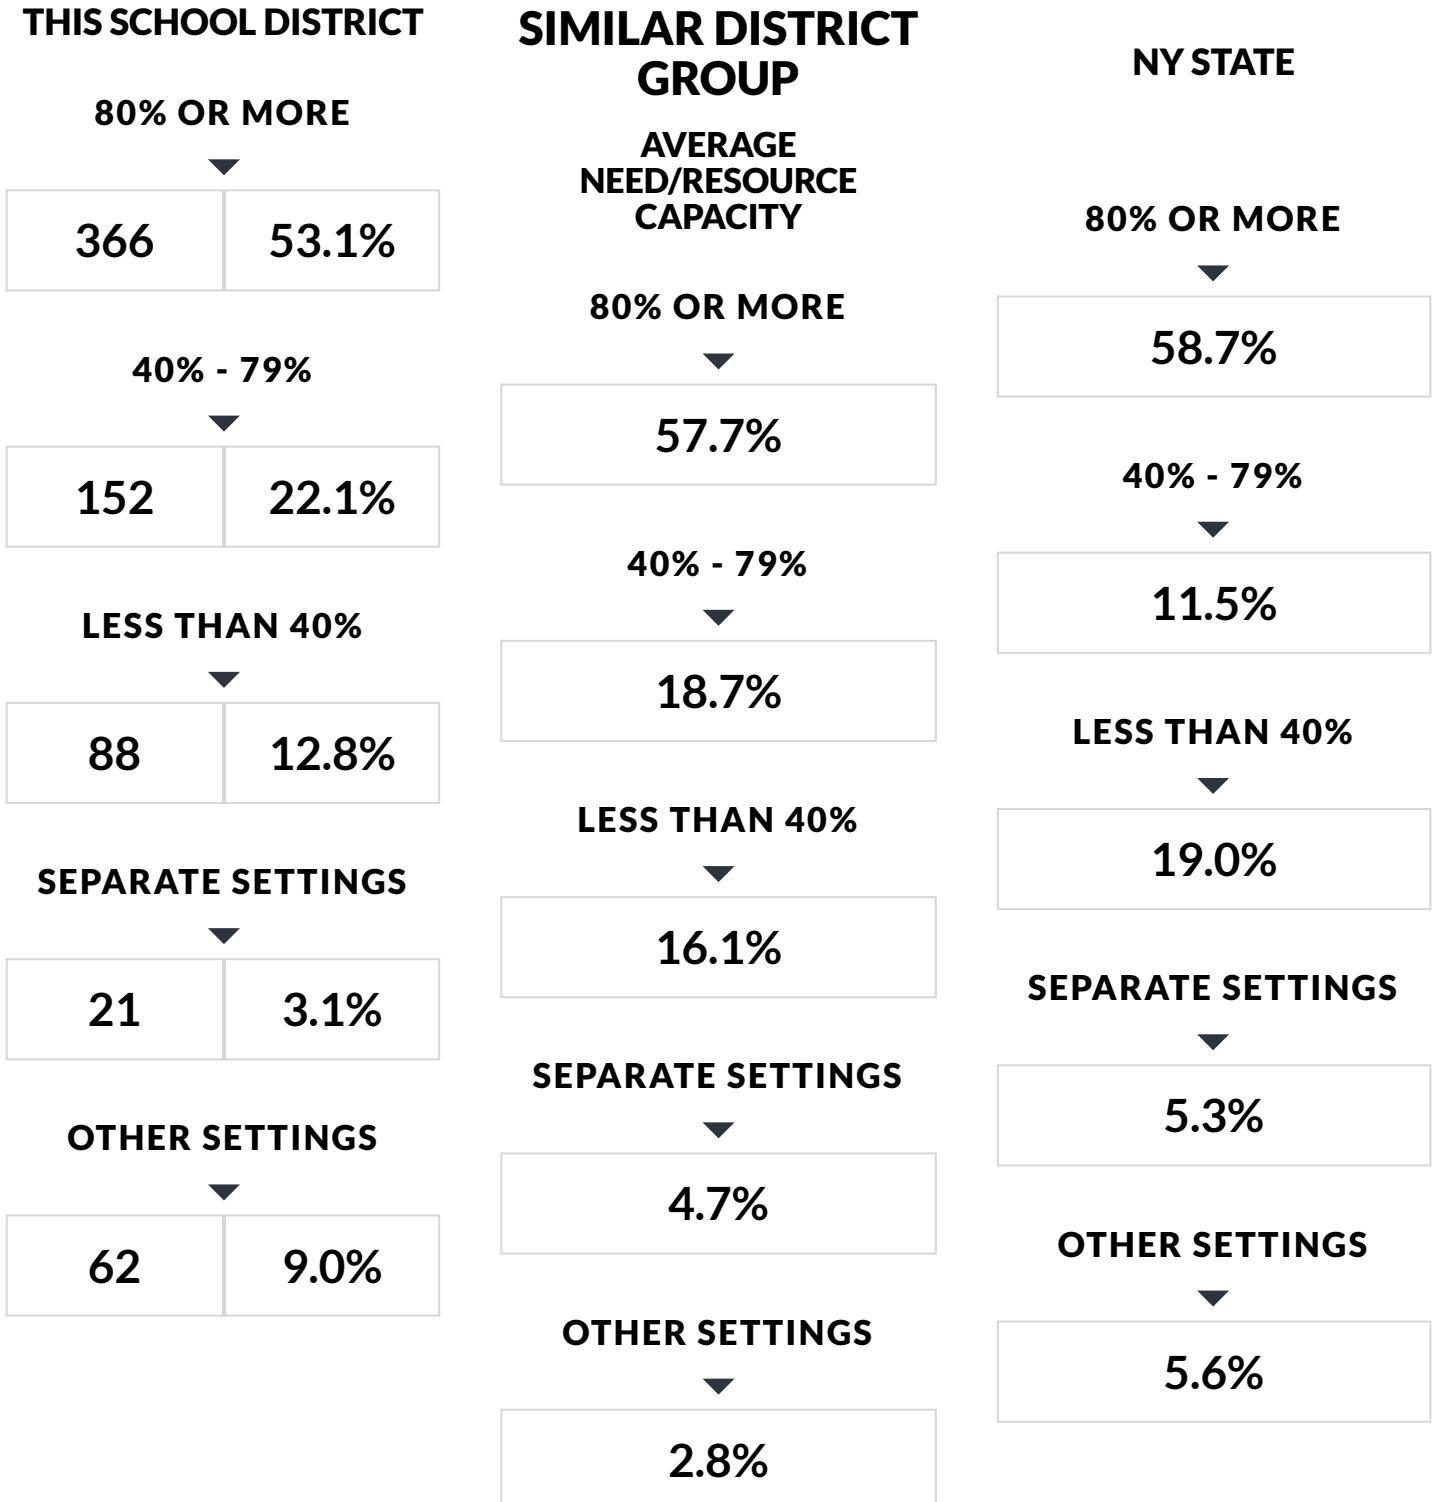 THIS SCHOOL DISTRICT
80% OR MORE
366 53.1%
40% - 79%
152 22.1%
LESS THAN 40%
88 12.8%
SEPARATE SETTINGS
21 3.1%
OTHER SETTINGS
62 9.0%
SIMILAR DISTRICT
GROUP
AVERAGE
NEED/RESOURCE
CAPACITY
80% OR MORE
57.7%
40% - 79%
18.7%
LESS THAN 40%
16.1%
SEPARATE SETTINGS
4.7%
OTHER SETTINGS
2.8%
NY STATE
80% OR MORE
58.7%
40% - 79%
11.5%
LESS THAN 40%
19.0%
SEPARATE SETTINGS
5.3%
OTHER SETTINGS
5.6%